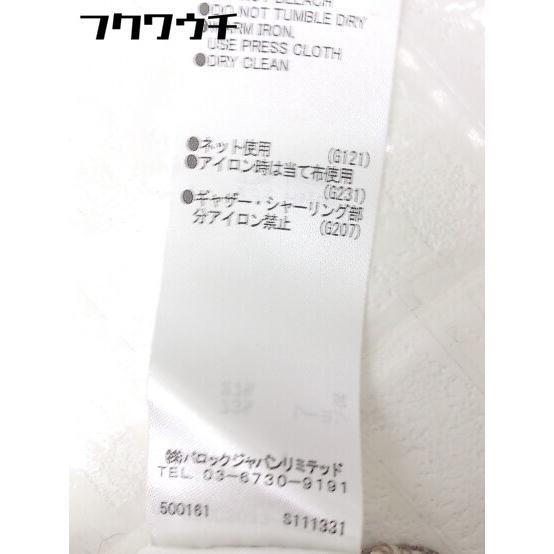 フクワウチ
BLEACH
●DO NOT TUMBLE DRY
WARM IRON.
USE PRESS CLOTH
●DRY CLEAN
●ネット使用 (G121)
●アイロン時は当て布使用
(G231)
●ギャザー・シャーリング部
分アイロン禁止 (G207)
㈱バロックジャパンリミテッド
TEL. 03-6730-9191
500161 S111331